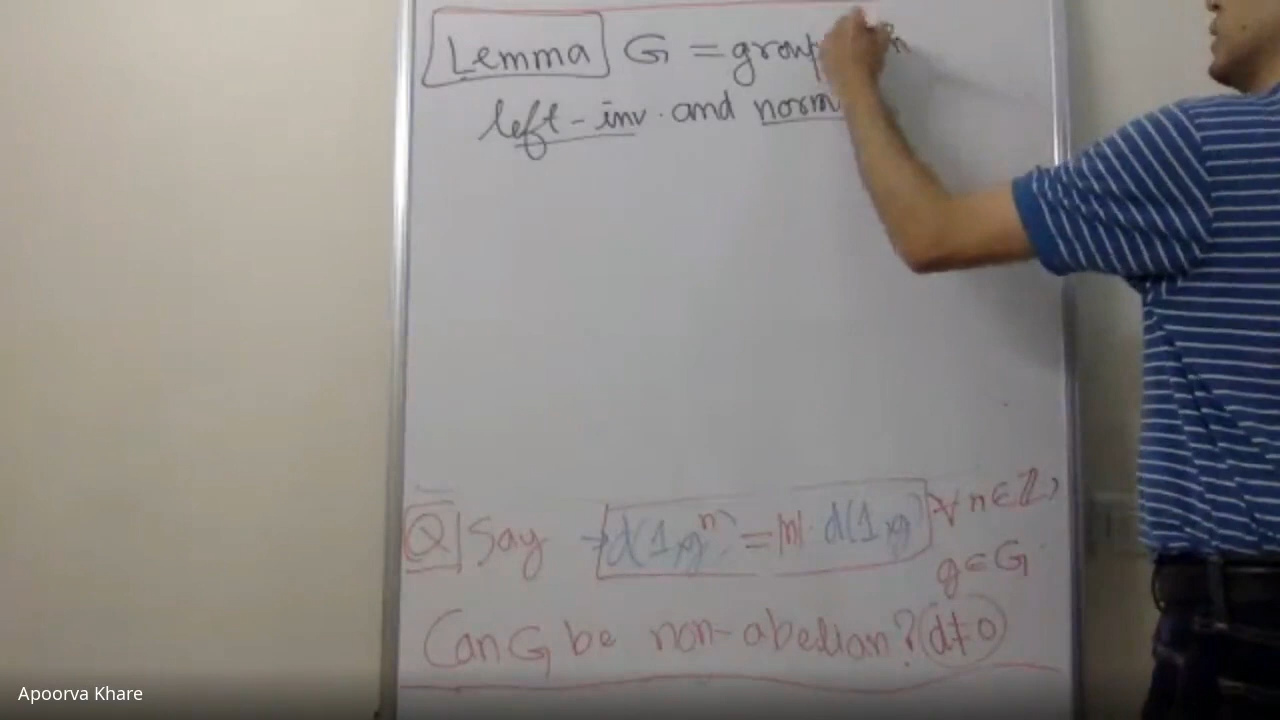 Lemma G = group
left-inv. and norm
Q Say d(1,g^n) = |n|·d(1,g) ∀ n∈ℤ,
g∈G.
Can G be non-abelian? d≠0
Apoorva Khare